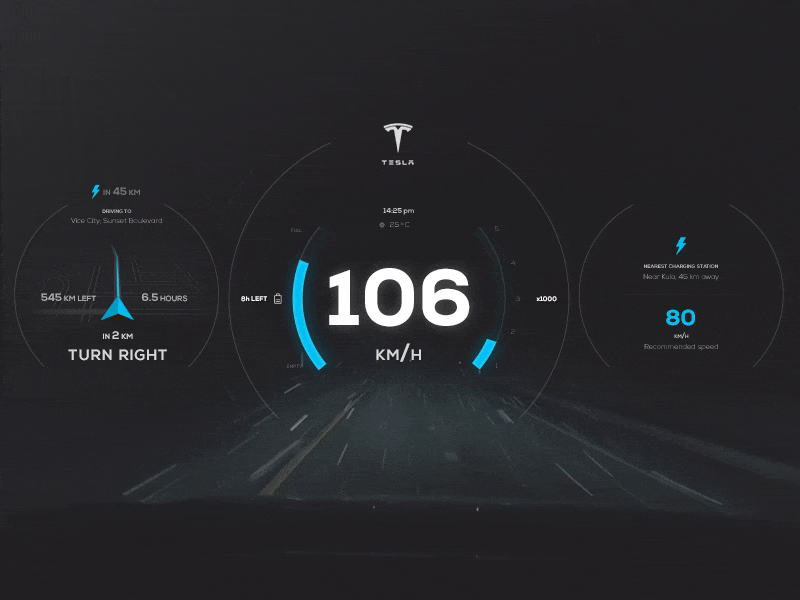 TESLA
IN 45 KM
DRIVING TO
Vice City, Sunset Boulevard
545 KM LEFT
6.5 HOURS
IN 2 KM
TURN RIGHT
14:25 pm
25°C
FULL
5
4
8h LEFT
3
x1000
2
EMPTY
1
106
KM/H
NEAREST CHARGING STATION
Near Kulo, 45 km away
80
KM/H
Recommended speed